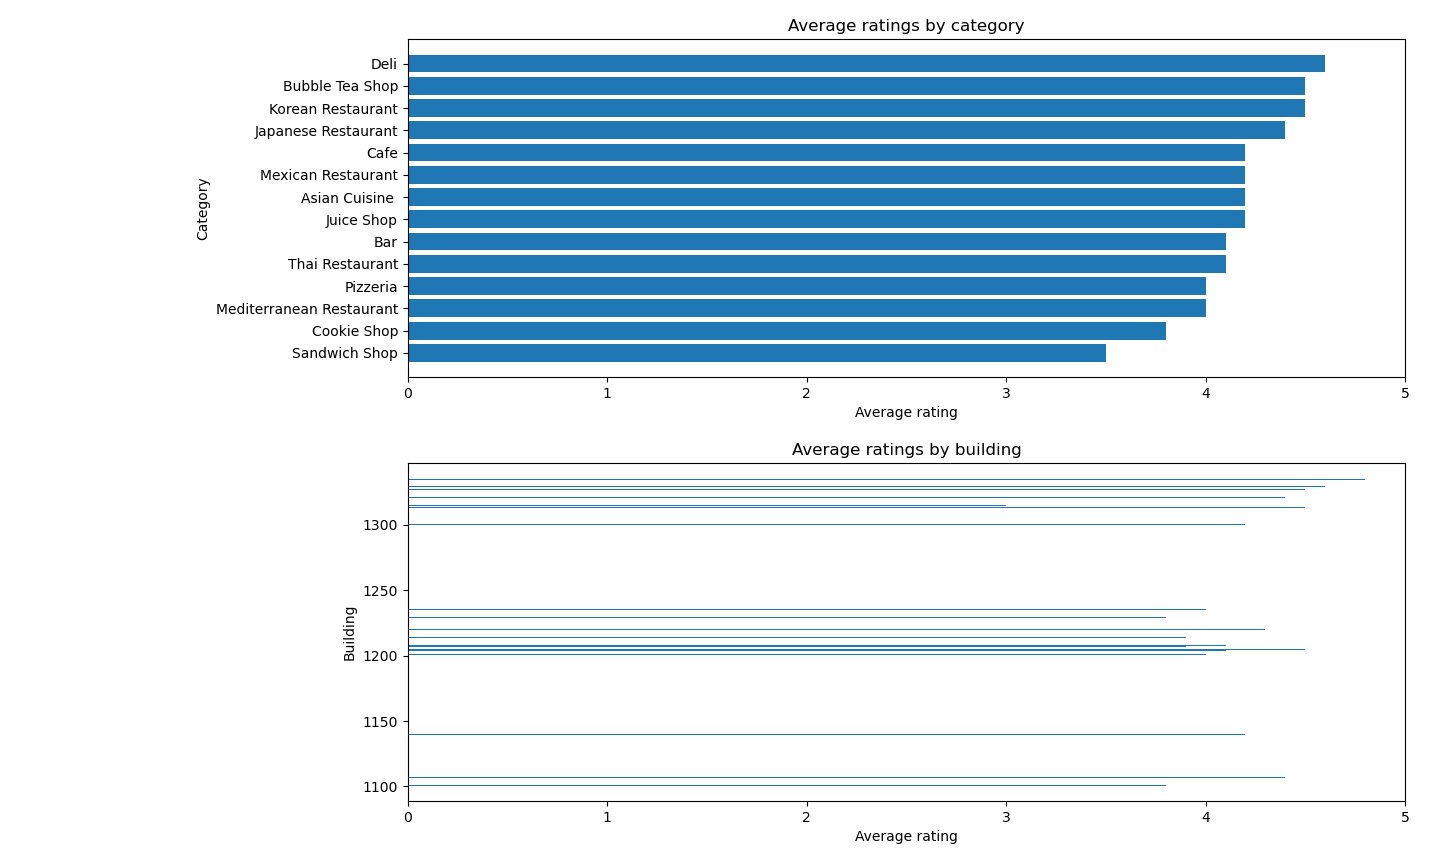 Average ratings by category
Category
Deli
Bubble Tea Shop
Korean Restaurant
Japanese Restaurant
Cafe
Mexican Restaurant
Asian Cuisine
Juice Shop
Bar
Thai Restaurant
Pizzeria
Mediterranean Restaurant
Cookie Shop
Sandwich Shop
0 1 2 3 4 5
Average rating
Average ratings by building
Building
1300
1250
1200
1150
1100
0 1 2 3 4 5
Average rating